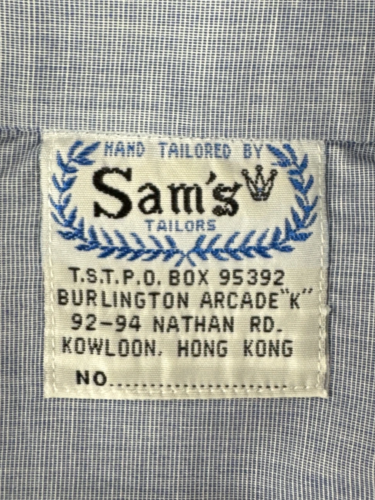 HAND TAILORED BY
Sam's
TAILORS
T.S.T.P.O. BOX 95392
BURLINGTON ARCADE "K"
92-94 NATHAN RD.
KOWLOON, HONG KONG
NO......................